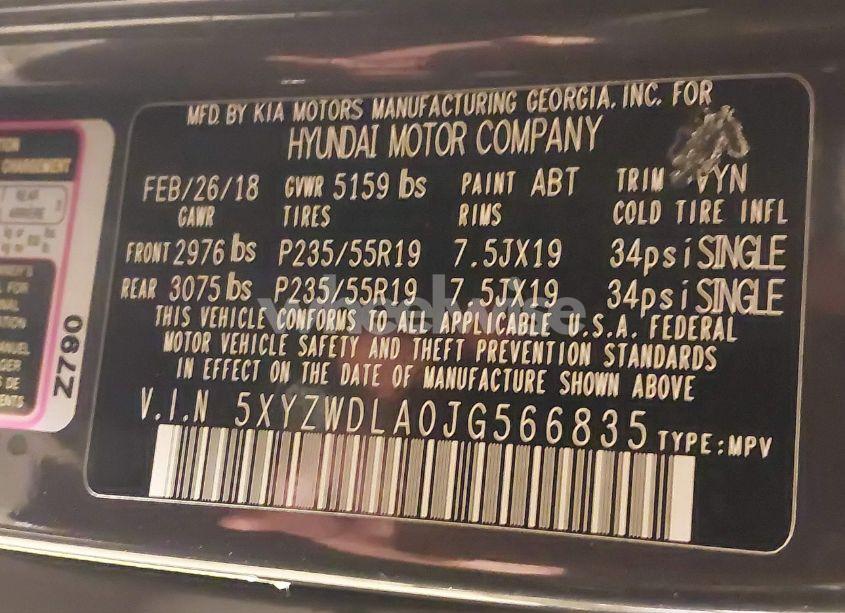 MFD. BY KIA MOTORS MANUFACTURING GEORGIA, INC. FOR
HYUNDAI MOTOR COMPANY
FEB/26/18 GVWR 5159 lbs PAINT ABT TRIM VYN
GAWR TIRES RIMS COLD TIRE INFL
FRONT 2976 lbs P235/55R19 7.5JX19 34psi SINGLE
REAR 3075 lbs P235/55R19 7.5JX19 34psi SINGLE
THIS VEHICLE CONFORMS TO ALL APPLICABLE U.S.A. FEDERAL
MOTOR VEHICLE SAFETY AND THEFT PREVENTION STANDARDS
IN EFFECT ON THE DATE OF MANUFACTURE SHOWN ABOVE
V.I.N 5XYZWDLA0JG566835 TYPE:MPV
Z790